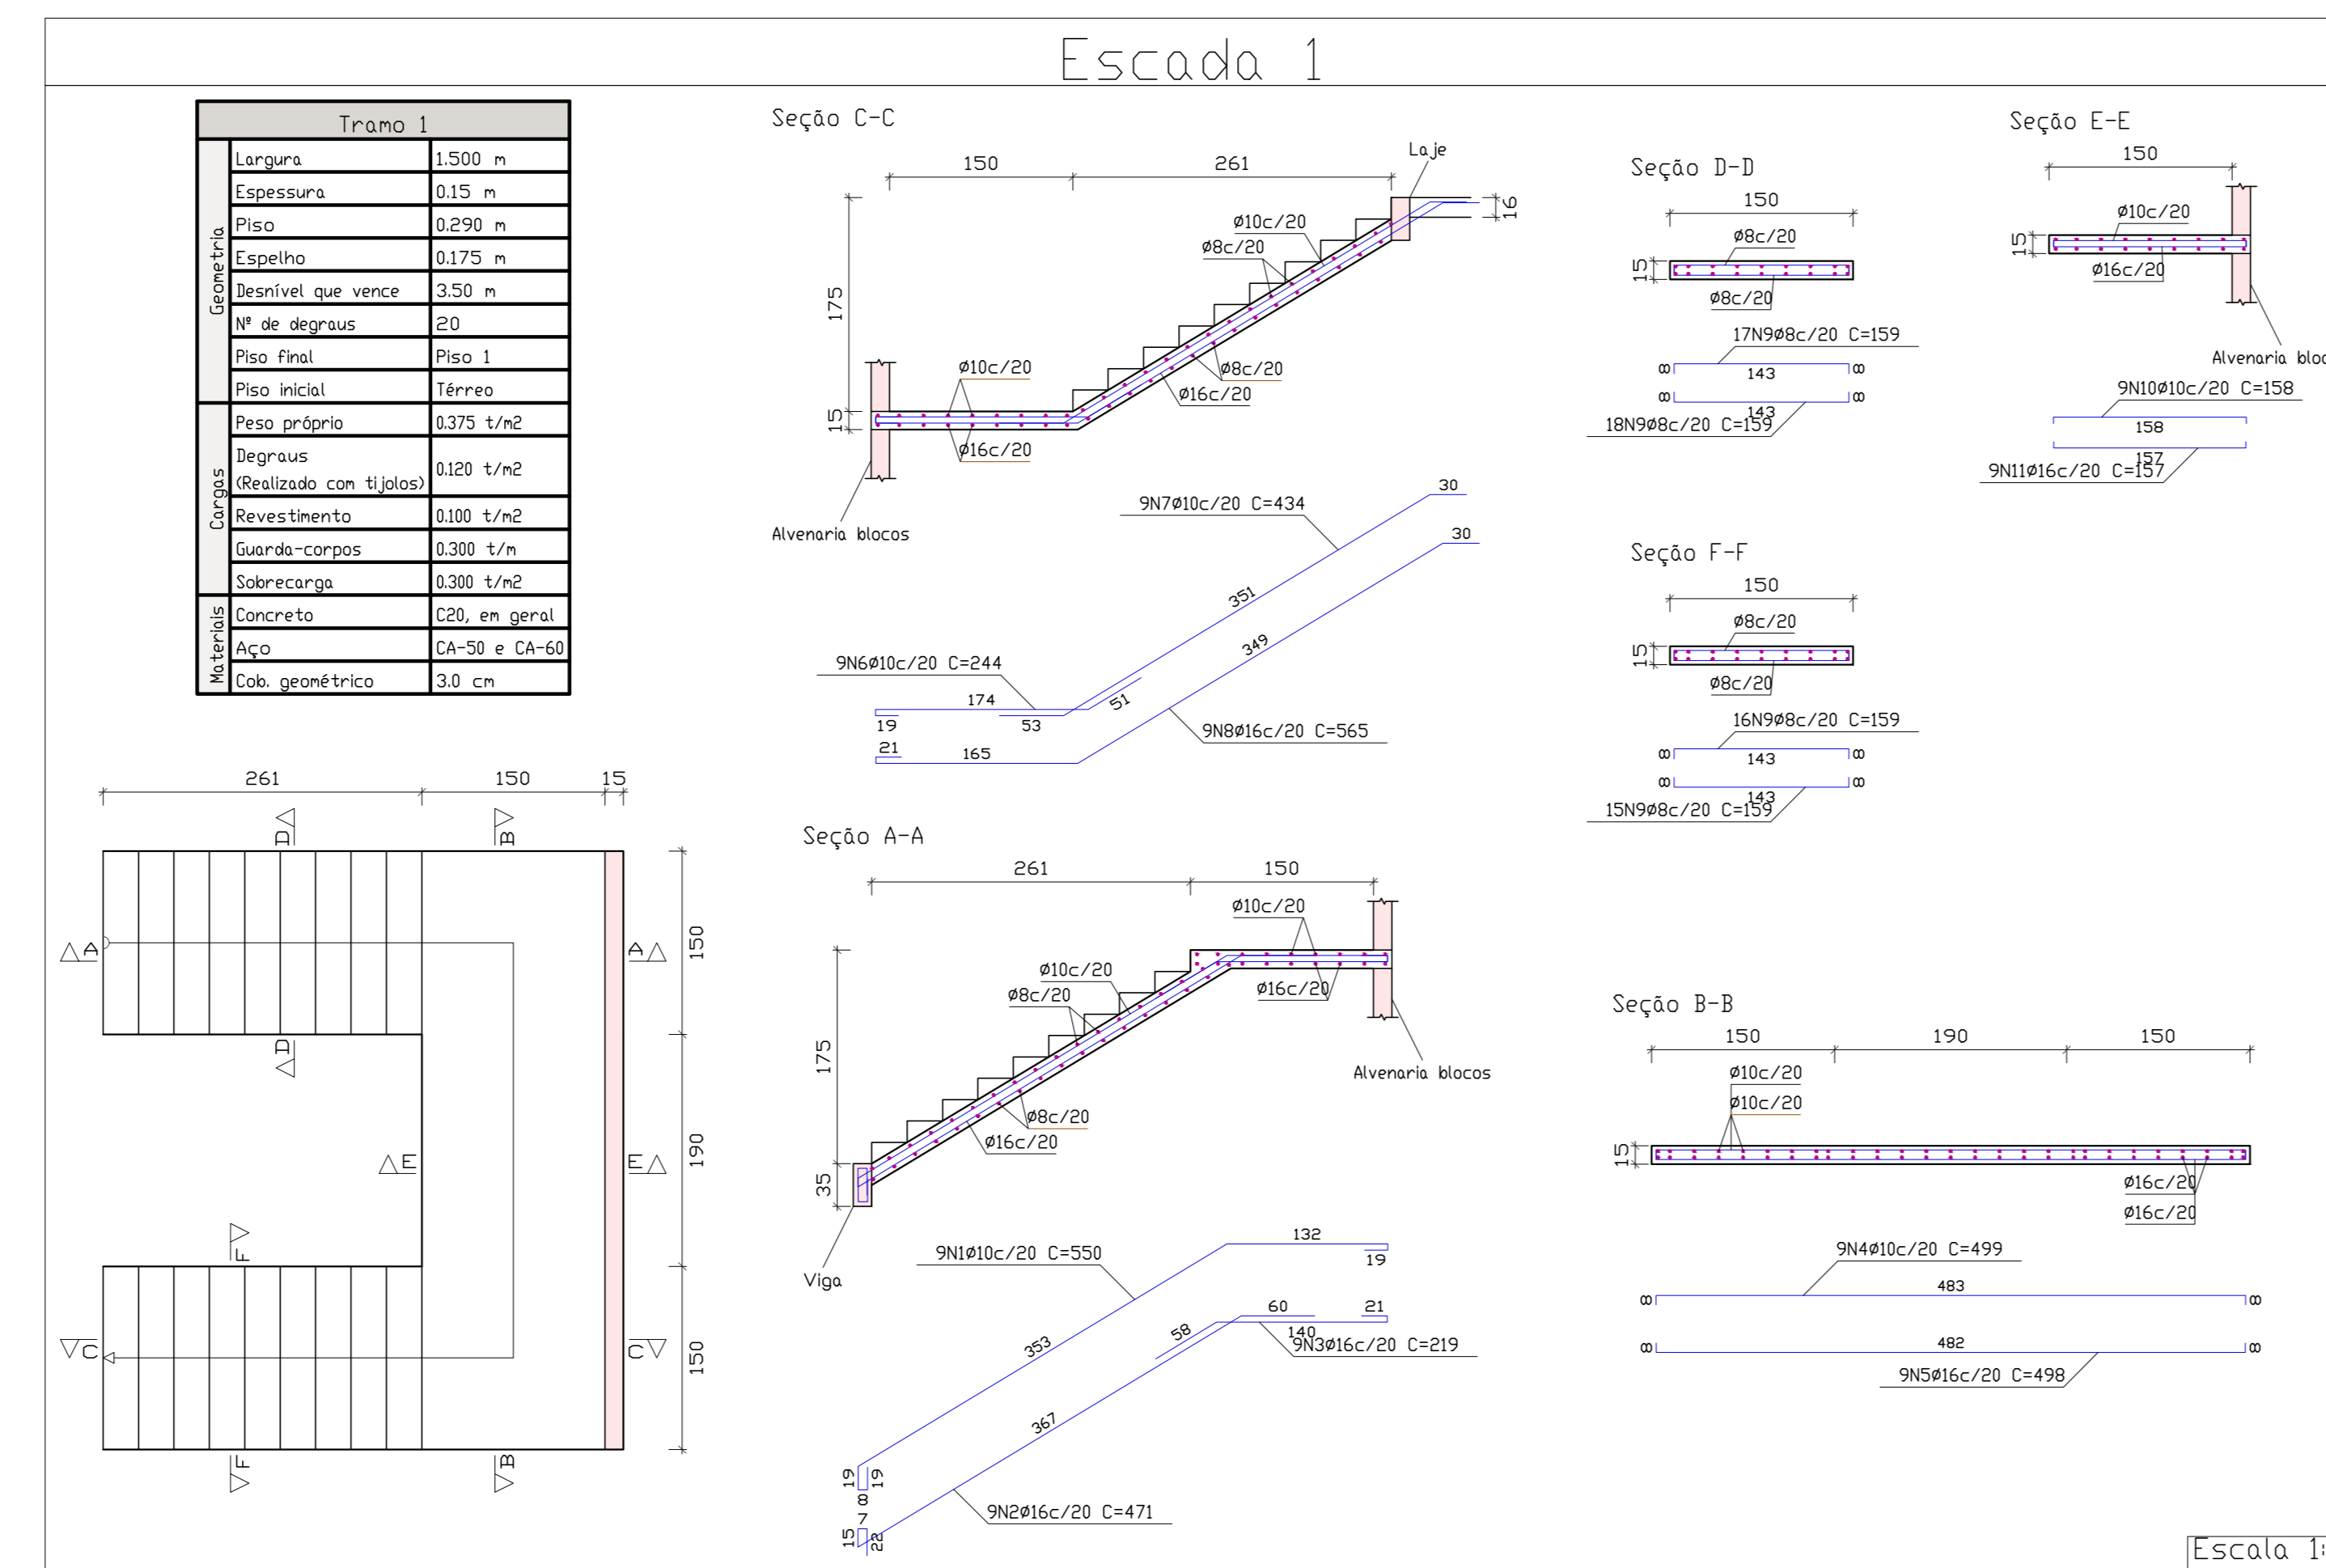 Escada 1
Tramo 1
Geometria
Largura 1.500 m
Espessura 0.15 m
Piso 0.290 m
Espelho 0.175 m
Desnível que vence 3.50 m
Nº de degraus 20
Piso final Piso 1
Piso inicial Térreo
Cargas
Peso próprio 0.375 t/m2
Degraus
(Realizado com tijolos) 0.120 t/m2
Revestimento 0.100 t/m2
Guarda-corpos 0.300 t/m
Sobrecarga 0.300 t/m2
Materiais
Concreto C20, em geral
Aço CA-50 e CA-60
Cob. geométrico 3.0 cm
261 150 15
D B
A A 150
D
E E 190
F
C C 150
F B
Seção C-C
150 261
Laje
16
175
15
ø10c/20
ø8c/20
ø10c/20
ø8c/20
ø16c/20
ø16c/20
Alvenaria blocos
9N7ø10c/20 C=434
30
30
351
349
9N6ø10c/20 C=244
174
19 53 51
21 165
9N8ø16c/20 C=565
Seção A-A
261 150
ø10c/20
ø10c/20
ø8c/20
ø16c/20
175
35
ø8c/20
ø16c/20
Alvenaria blocos
Viga
9N1ø10c/20 C=550
132
19
353
60 21
58 140
9N3ø16c/20 C=219
367
19 19
8
7
15 22
9N2ø16c/20 C=471
Seção D-D
150
ø8c/20
15
ø8c/20
17N9ø8c/20 C=159
8 143 8
8 143 8
18N9ø8c/20 C=159
Seção F-F
150
ø8c/20
15
ø8c/20
16N9ø8c/20 C=159
8 143 8
8 143 8
15N9ø8c/20 C=159
Seção E-E
150
ø10c/20
15
ø16c/20
Alvenaria
9N10ø10c/20 C=158
158
157
9N11ø16c/20 C=157
Seção B-B
150 190 150
ø10c/20
ø10c/20
15
ø16c/20
ø16c/20
9N4ø10c/20 C=499
8 483 8
8 482 8
9N5ø16c/20 C=498
Escala 1: